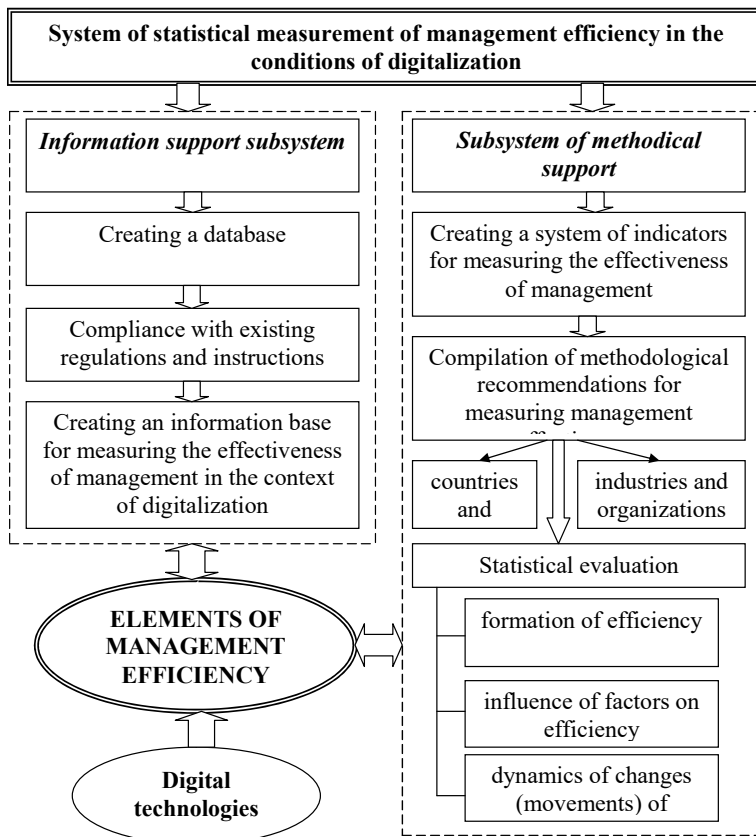 System of statistical measurement of management efficiency in the
conditions of digitalization
Information support subsystem
Creating a database
Compliance with existing
regulations and instructions
Creating an information base
for measuring the effectiveness
of management in the context
of digitalization
ELEMENTS OF
MANAGEMENT
EFFICIENCY
Digital
technologies
Subsystem of methodical
support
Creating a system of indicators
for measuring the effectiveness
of management
Compilation of methodological
recommendations for
measuring management
countries and
industries and
organizations
Statistical evaluation
formation of efficiency
influence of factors on
efficiency
dynamics of changes
(movements) of